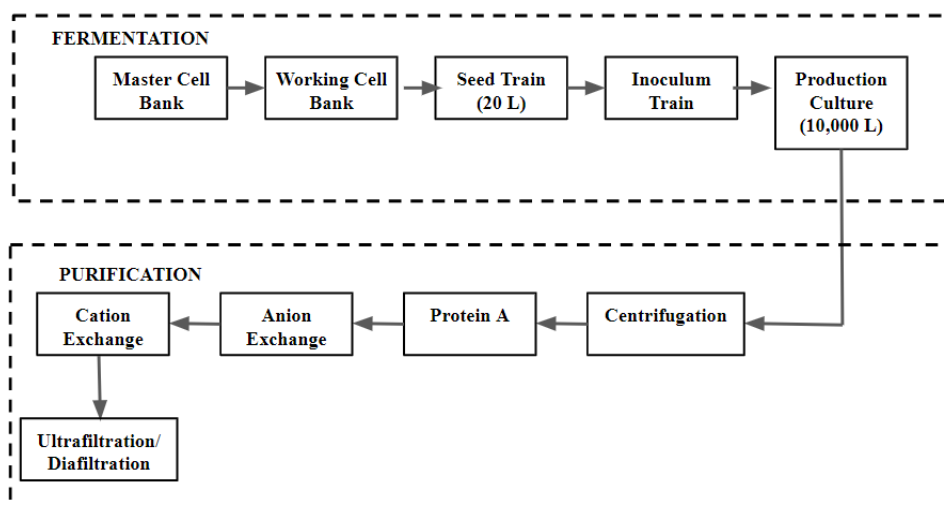 FERMENTATION
Master Cell
Bank
Working Cell
Bank
Seed Train
(20 L)
Inoculum
Train
Production
Culture
(10,000 L)
PURIFICATION
Cation
Exchange
Anion
Exchange
Protein A
Centrifugation
Ultrafiltration/
Diafiltration